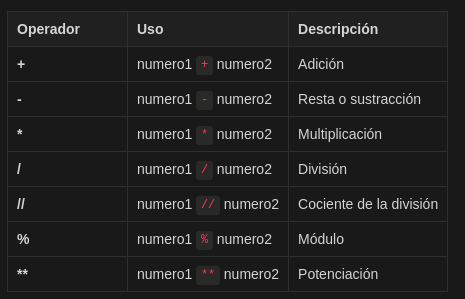 Operador Uso Descripción
+ numero1 + numero2 Adición
- numero1 - numero2 Resta o sustracción
* numero1 * numero2 Multiplicación
/ numero1 / numero2 División
// numero1 // numero2 Cociente de la división
% numero1 % numero2 Módulo
** numero1 ** numero2 Potenciación